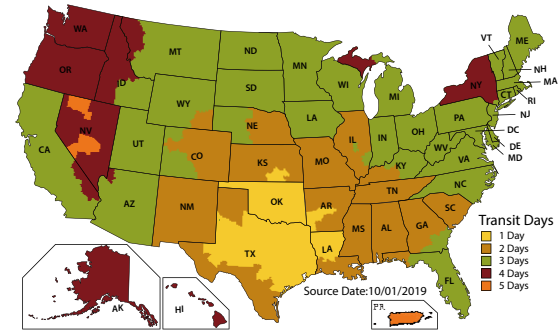 WA
MT
ND
MN
VT
ME
OR
ID
SD
WI
MI
NY
NH
MA
CT
RI
WY
NE
LA
IL
IN
OH
PA
NJ
DC
DE
MD
NV
UT
CO
KS
MO
KY
WV
VA
CA
AZ
NM
OK
AR
TN
NC
SC
TX
LA
MS
AL
GA
FL
AK
HI
PR
Transit Days
1 Day
2 Days
3 Days
4 Days
5 Days
Source Date:10/01/2019